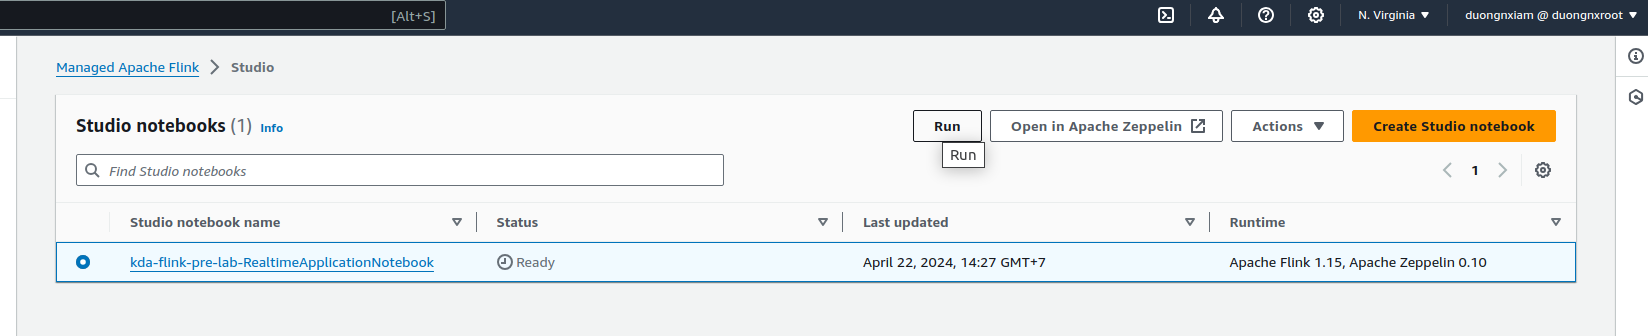 [Alt+S]
N. Virginia
duongnxiam @ duongnxroot
Managed Apache Flink
Studio
Studio notebooks (1)
Info
Run
Open in Apache Zeppelin
Actions
Create Studio notebook
Run
Find Studio notebooks
1
Studio notebook name
Status
Last updated
Runtime
kda-flink-pre-lab-RealtimeApplicationNotebook
Ready
April 22, 2024, 14:27 GMT+7
Apache Flink 1.15, Apache Zeppelin 0.10